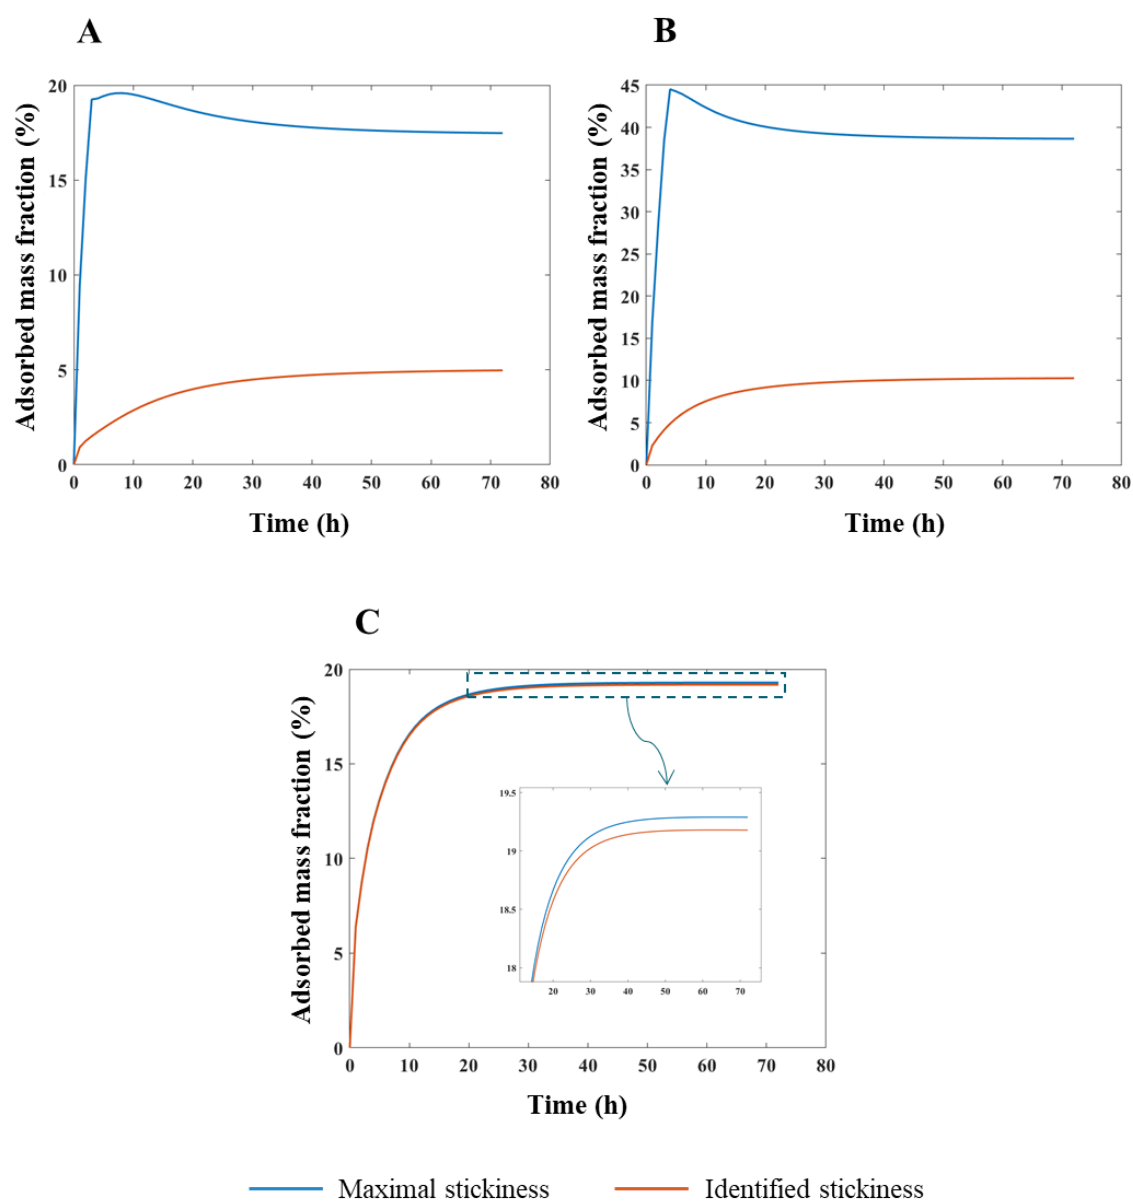 A
B
20
15
10
5
0
0 10 20 30 40 50 60 70 80
Adsorbed mass fraction (%)
Time (h)
45
40
35
30
25
20
15
10
5
0
0 10 20 30 40 50 60 70 80
Adsorbed mass fraction (%)
Time (h)
C
20
15
10
5
0
0 10 20 30 40 50 60 70 80
Adsorbed mass fraction (%)
Time (h)
19.5
19
18.5
18
20 30 40 50 60 70
Maximal stickiness
Identified stickiness